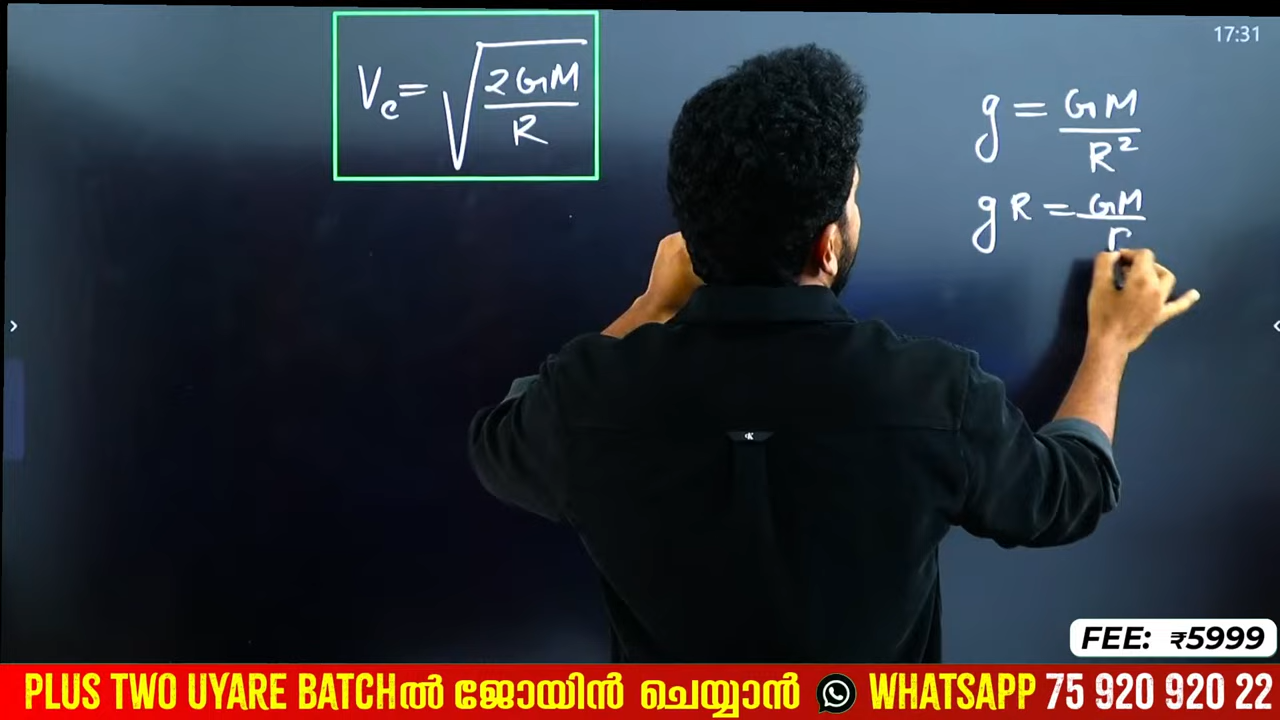 17:31
Vₑ = √(2GM/R)
g = GM/R²
gR = GM/R
FEE: ₹5999
PLUS TWO UYARE BATCHൽ ജോയിൻ ചെയ്യാൻ WHATSAPP 75 920 920 22